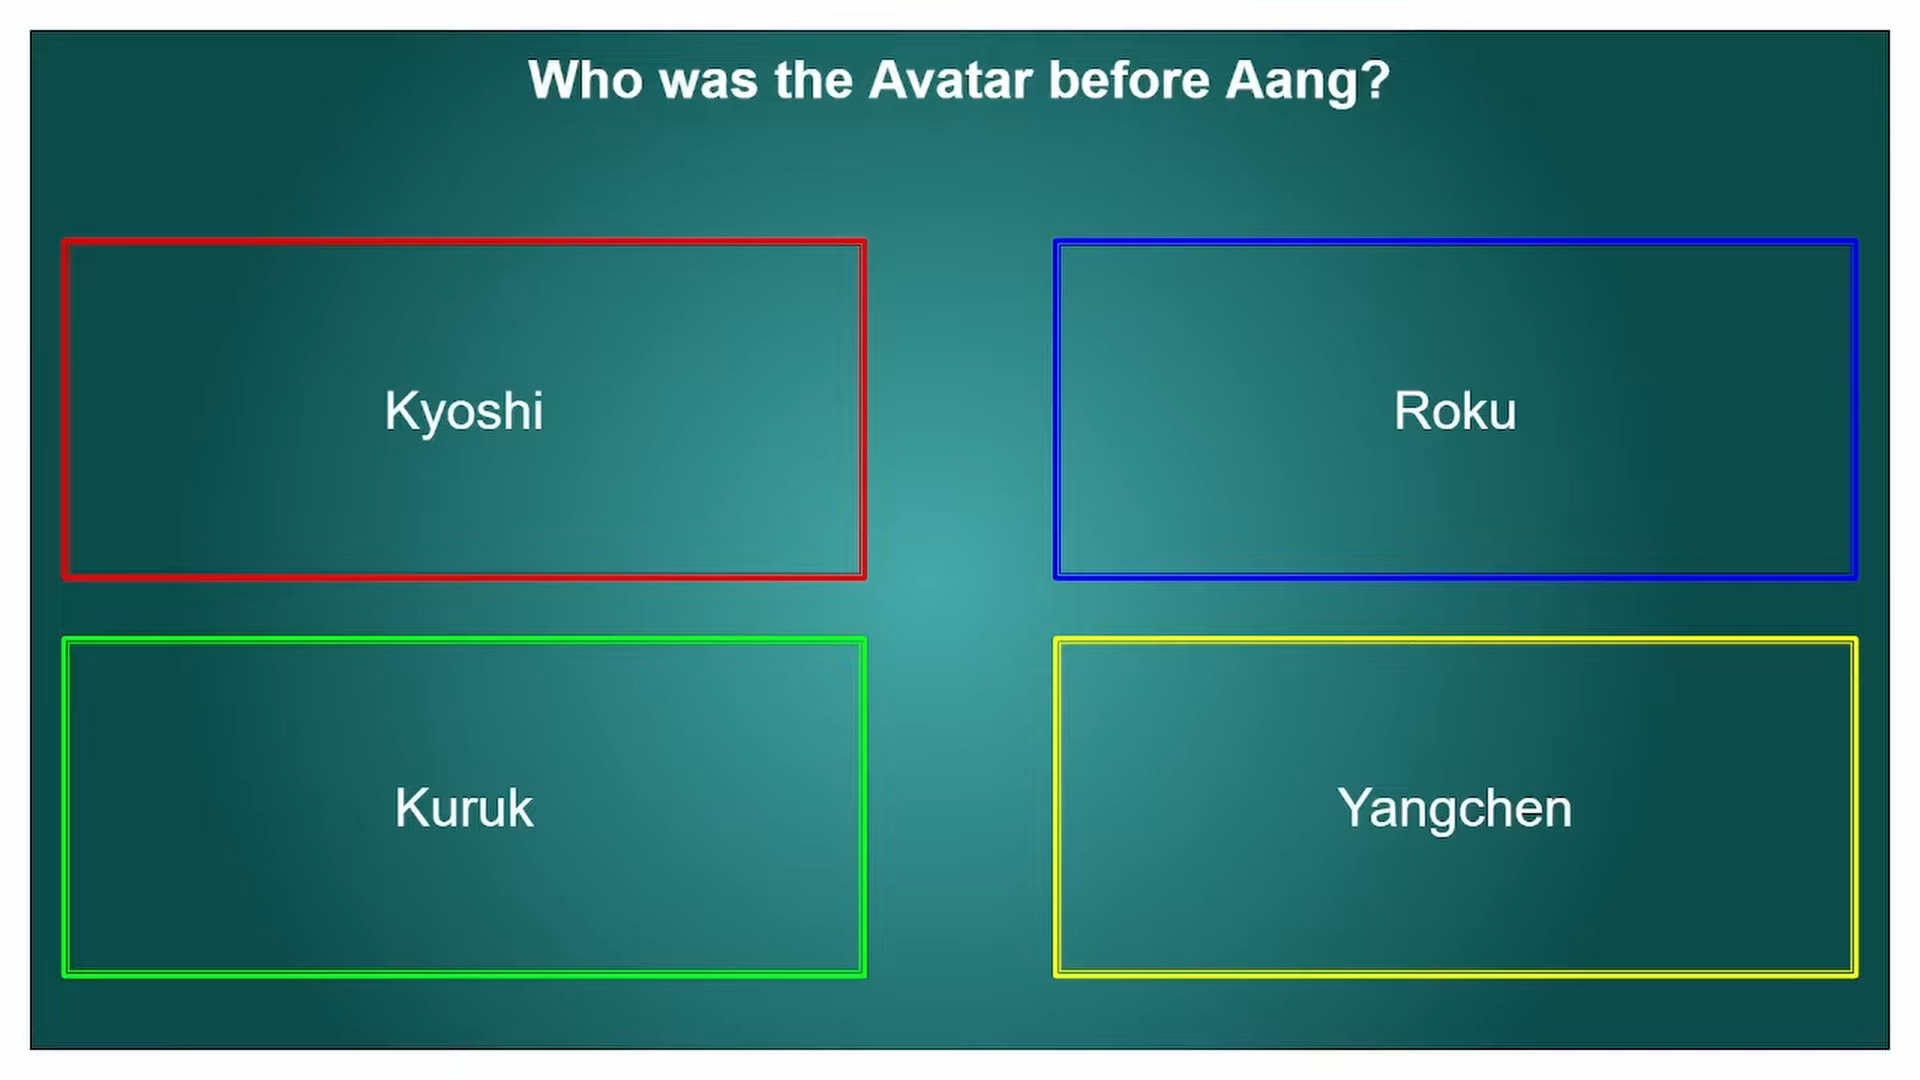 Who was the Avatar before Aang?
Kyoshi
Roku
Kuruk
Yangchen